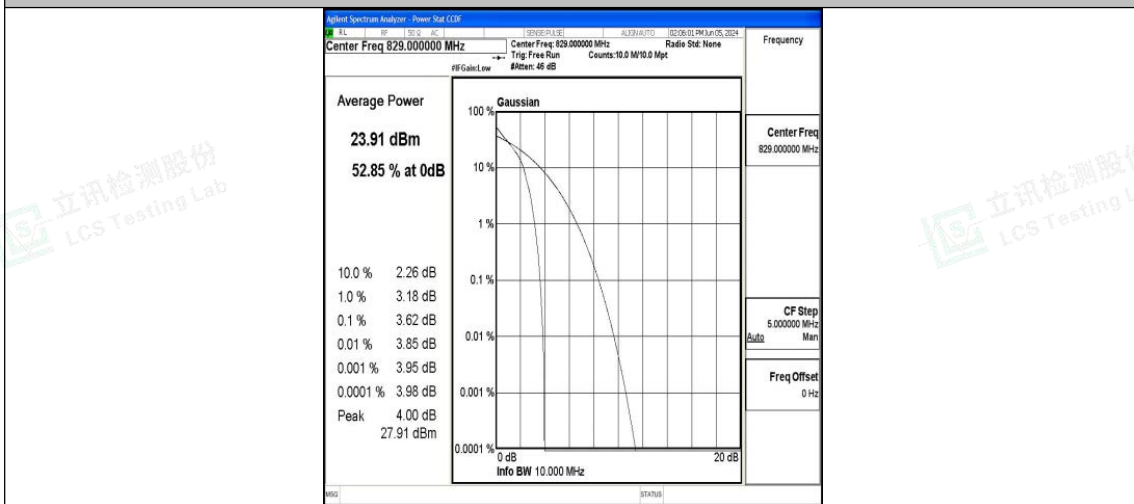 Agilent Spectrum Analyzer - Power Stat CCDF
RL RF 50 Ω AC SENSE:PULSE ALIGN AUTO 02:06:01 PM Jun 05, 2024
Center Freq 829.000000 MHz
Center Freq: 829.000000 MHz Radio Std: None
Trig: Free Run Counts:10.0 M/10.0 Mpt
#IFGain:Low #Atten: 46 dB
Frequency
Average Power
23.91 dBm
52.85 % at 0dB
10.0 % 2.26 dB
1.0 % 3.18 dB
0.1 % 3.62 dB
0.01 % 3.85 dB
0.001 % 3.95 dB
0.0001 % 3.98 dB
Peak 4.00 dB
27.91 dBm
Gaussian
100 %
10 %
1 %
0.1 %
0.01 %
0.001 %
0.0001 %
0 dB 20 dB
Info BW 10.000 MHz
Center Freq
829.000000 MHz
CF Step
5.000000 MHz
Auto Man
Freq Offset
0 Hz
MSG STATUS
立讯检测股份
LCS Testing Lab
立讯检测股份
LCS Testing L